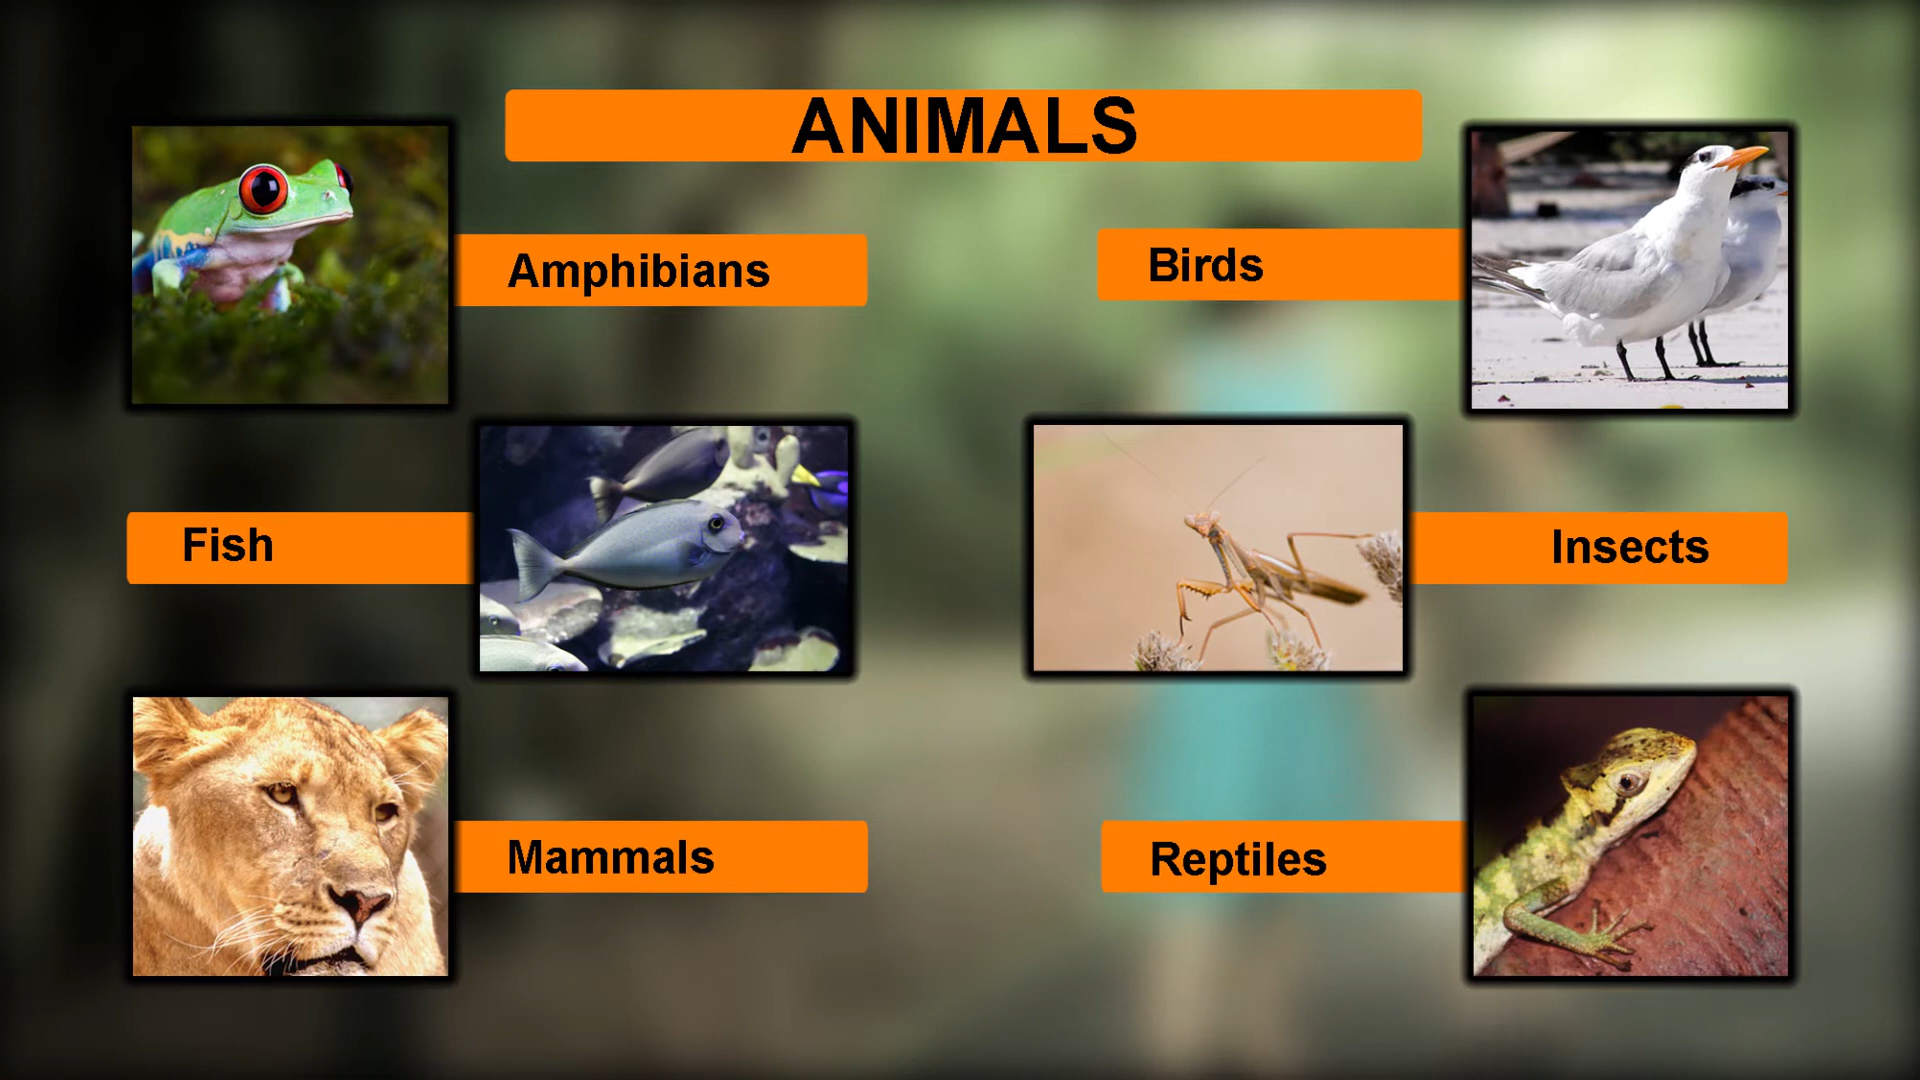 ANIMALS
Amphibians
Birds
Fish
Insects
Mammals
Reptiles